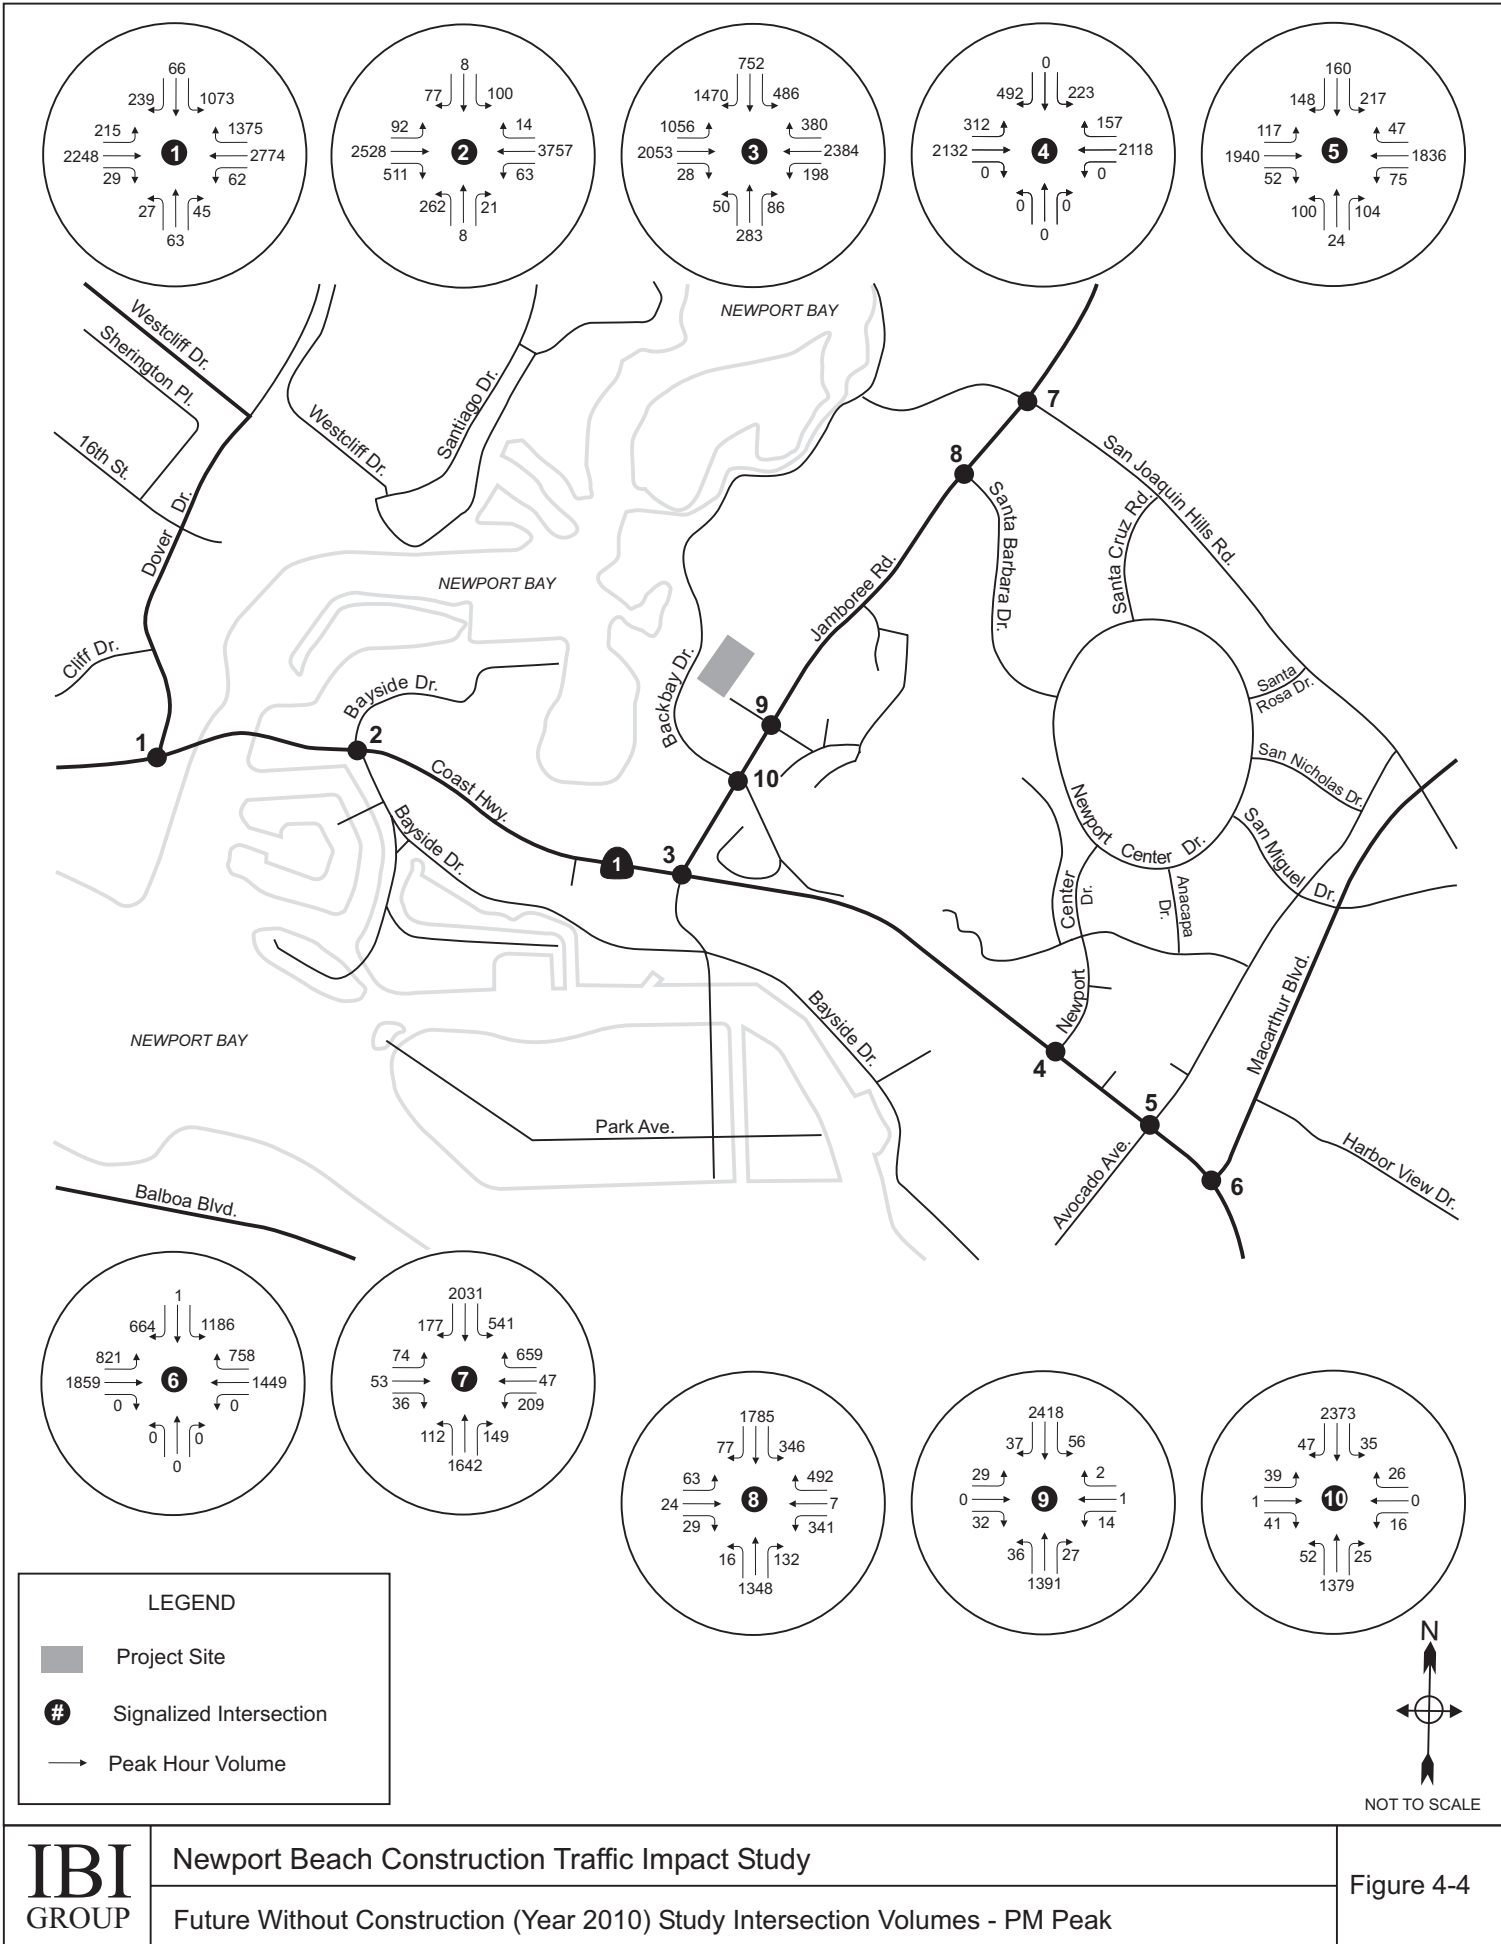 66
239 1073
215 1375
2248 1 2774
29 62
27 45
63
8
77 100
92 14
2528 2 3757
511 63
262 21
8
752
1470 486
1056 380
2053 3 2384
28 198
50 86
283
0
492 223
312 157
2132 4 2118
0 0
0 0
0
160
148 217
117 47
1940 5 1836
52 75
100 104
24
NEWPORT BAY
Westcliff Dr.
Sherington Pl.
16th St.
Dover Dr.
Westcliff Dr.
Santiago Dr.
7
8
San Joaquin Hills Rd.
Santa Cruz Rd.
Santa Barbara Dr.
NEWPORT BAY
Jamboree Rd.
Cliff Dr.
Bayside Dr.
Backbay Dr.
Santa
Rosa Dr.
9
1
2
10
San Nicholas Dr.
Coast Hwy.
Bayside Dr.
Newport Center Dr.
San Miguel Dr.
1
3
Center
Dr.
Anacapa
Dr.
Newport
Macarthur Blvd.
Bayside Dr.
NEWPORT BAY
4
5
Park Ave.
Avocado Ave.
Harbor View Dr.
6
Balboa Blvd.
1
664 1186
821 758
1859 6 1449
0 0
0 0
0
2031
177 541
74 659
53 7 47
36 209
112 149
1642
1785
77 346
63 492
24 8 7
29 341
16 132
1348
2418
37 56
29 2
0 9 1
32 14
36 27
1391
2373
47 35
39 26
1 10 0
41 16
52 25
1379
LEGEND
Project Site
# Signalized Intersection
Peak Hour Volume
N
NOT TO SCALE
IBI
GROUP
Newport Beach Construction Traffic Impact Study
Future Without Construction (Year 2010) Study Intersection Volumes - PM Peak
Figure 4-4